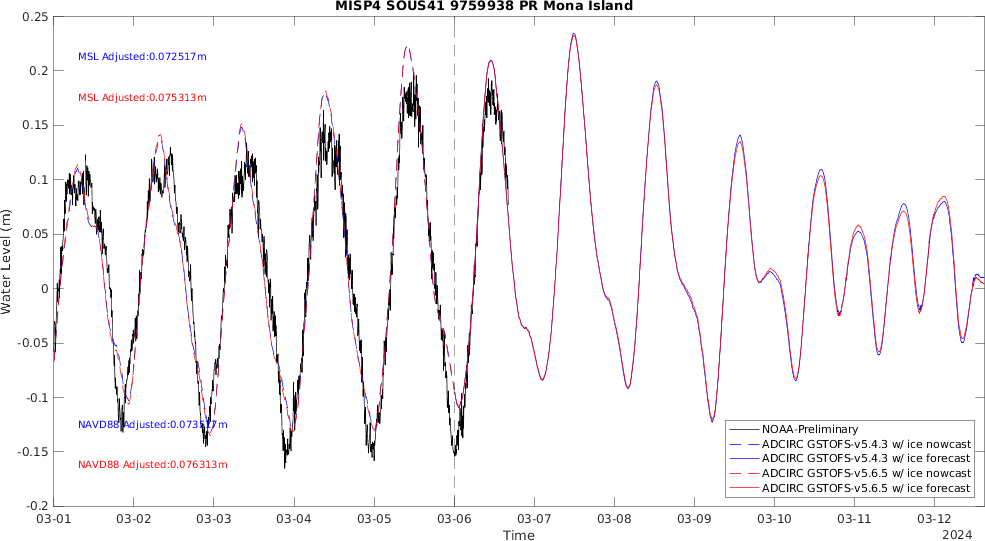 MISP4 SOUS41 9759938 PR Mona Island
0.25
0.2
0.15
0.1
0.05
0
-0.05
-0.1
-0.15
-0.2
Water Level (m)
MSL Adjusted:0.072517m
MSL Adjusted:0.075313m
NAVD88 Adjusted:0.073517m
NAVD88 Adjusted:0.076313m
NOAA-Preliminary
ADCIRC GSTOFS-v5.4.3 w/ ice nowcast
ADCIRC GSTOFS-v5.4.3 w/ ice forecast
ADCIRC GSTOFS-v5.6.5 w/ ice nowcast
ADCIRC GSTOFS-v5.6.5 w/ ice forecast
03-01 03-02 03-03 03-04 03-05 03-06 03-07 03-08 03-09 03-10 03-11 03-12
Time
2024